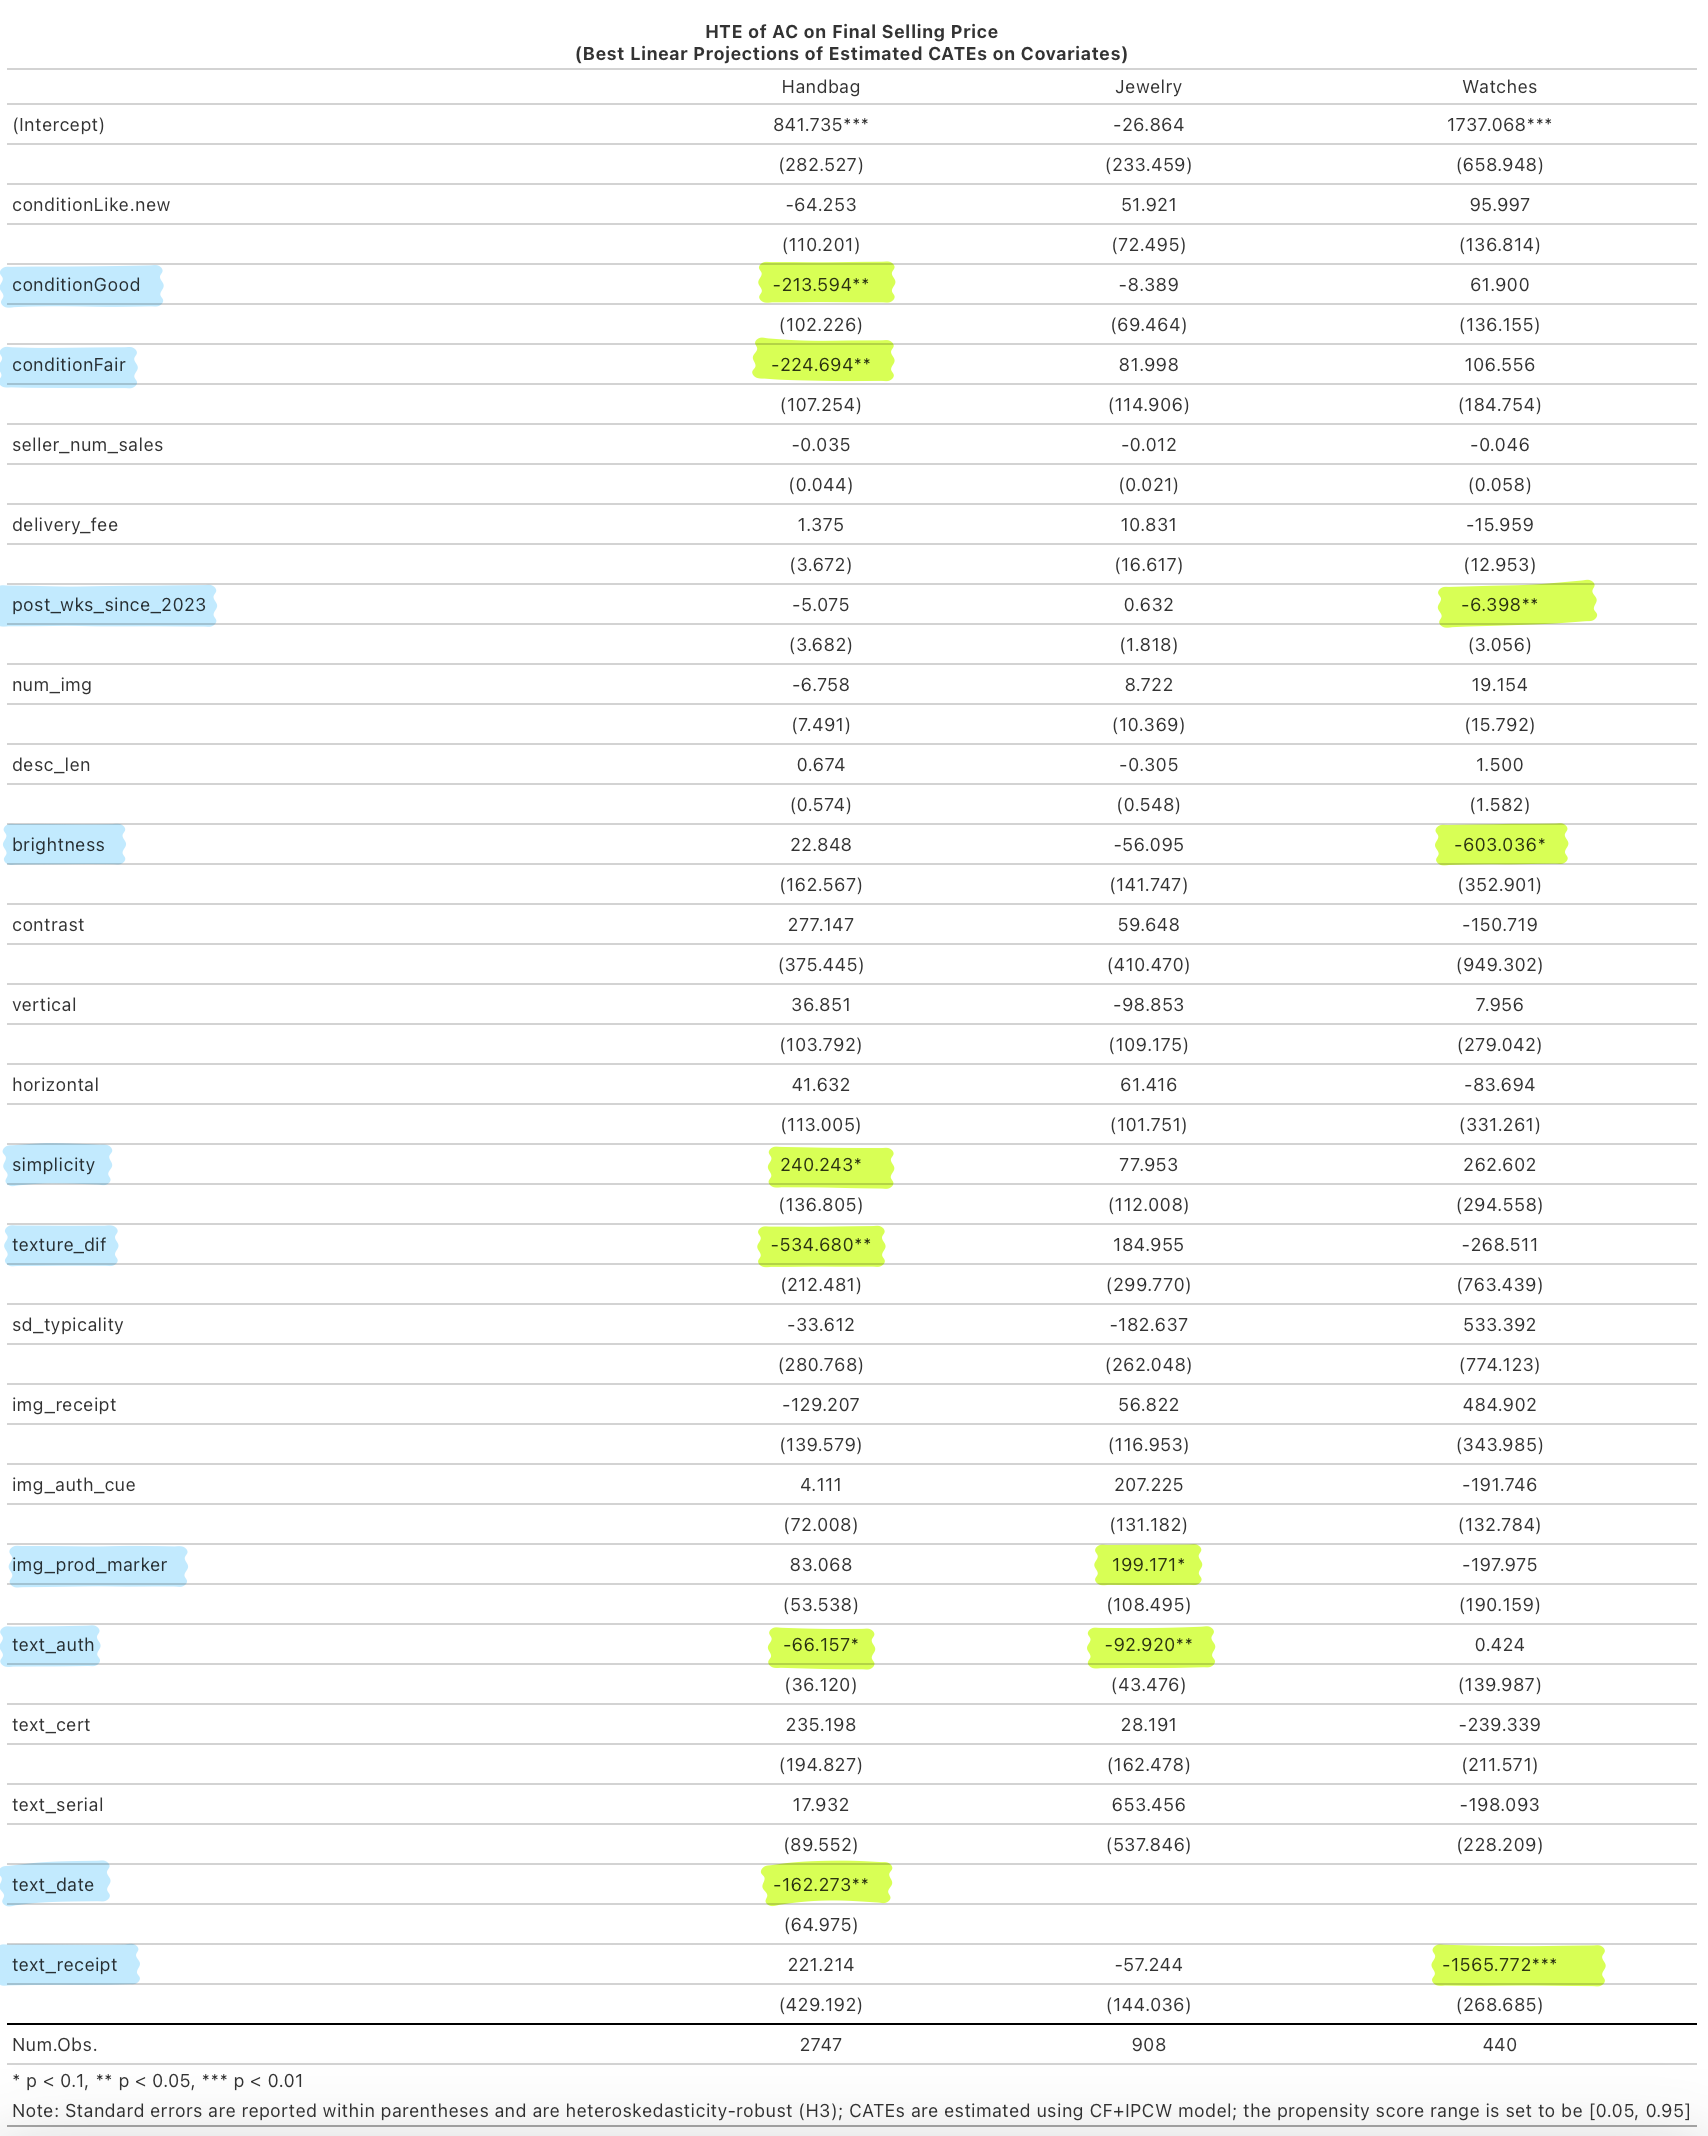 HTE of AC on Final Selling Price
(Best Linear Projections of Estimated CATEs on Covariates)
Handbag Jewelry Watches
(Intercept) 841.735*** -26.864 1737.068***
(282.527) (233.459) (658.948)
conditionLike.new -64.253 51.921 95.997
(110.201) (72.495) (136.814)
conditionGood -213.594** -8.389 61.900
(102.226) (69.464) (136.155)
conditionFair -224.694** 81.998 106.556
(107.254) (114.906) (184.754)
seller_num_sales -0.035 -0.012 -0.046
(0.044) (0.021) (0.058)
delivery_fee 1.375 10.831 -15.959
(3.672) (16.617) (12.953)
post_wks_since_2023 -5.075 0.632 -6.398**
(3.682) (1.818) (3.056)
num_img -6.758 8.722 19.154
(7.491) (10.369) (15.792)
desc_len 0.674 -0.305 1.500
(0.574) (0.548) (1.582)
brightness 22.848 -56.095 -603.036*
(162.567) (141.747) (352.901)
contrast 277.147 59.648 -150.719
(375.445) (410.470) (949.302)
vertical 36.851 -98.853 7.956
(103.792) (109.175) (279.042)
horizontal 41.632 61.416 -83.694
(113.005) (101.751) (331.261)
simplicity 240.243* 77.953 262.602
(136.805) (112.008) (294.558)
texture_dif -534.680** 184.955 -268.511
(212.481) (299.770) (763.439)
sd_typicality -33.612 -182.637 533.392
(280.768) (262.048) (774.123)
img_receipt -129.207 56.822 484.902
(139.579) (116.953) (343.985)
img_auth_cue 4.111 207.225 -191.746
(72.008) (131.182) (132.784)
img_prod_marker 83.068 199.171* -197.975
(53.538) (108.495) (190.159)
text_auth -66.157* -92.920** 0.424
(36.120) (43.476) (139.987)
text_cert 235.198 28.191 -239.339
(194.827) (162.478) (211.571)
text_serial 17.932 653.456 -198.093
(89.552) (537.846) (228.209)
text_date -162.273**
(64.975)
text_receipt 221.214 -57.244 -1565.772***
(429.192) (144.036) (268.685)
Num.Obs. 2747 908 440
* p < 0.1, ** p < 0.05, *** p < 0.01
Note: Standard errors are reported within parentheses and are heteroskedasticity-robust (H3); CATEs are estimated using CF+IPCW model; the propensity score range is set to be [0.05, 0.95]